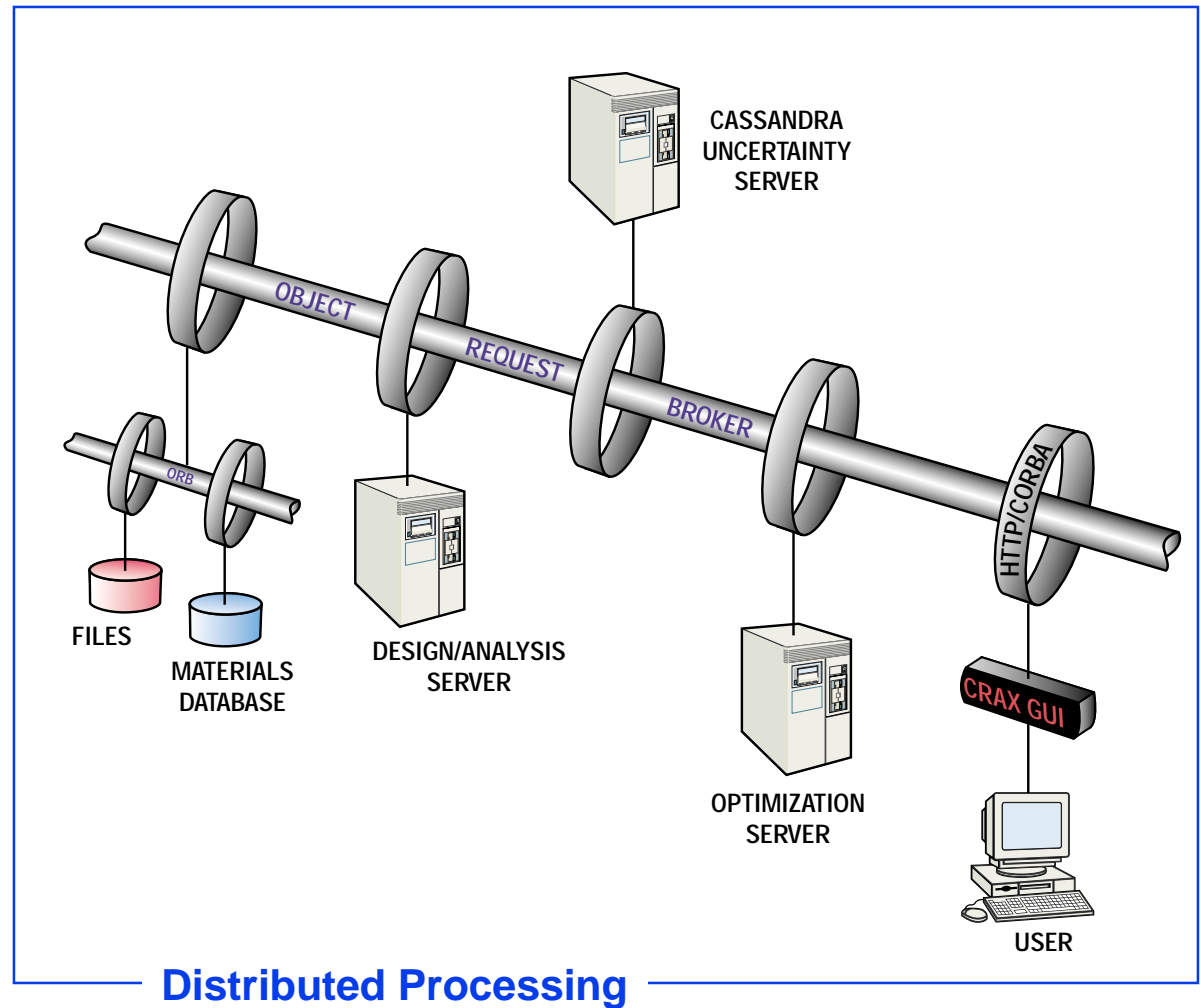 CASSANDRA
UNCERTAINTY
SERVER
OBJECT
REQUEST
BROKER
HTTP/CORBA
ORB
FILES
MATERIALS
DATABASE
DESIGN/ANALYSIS
SERVER
OPTIMIZATION
SERVER
CRAX GUI
USER
Distributed Processing